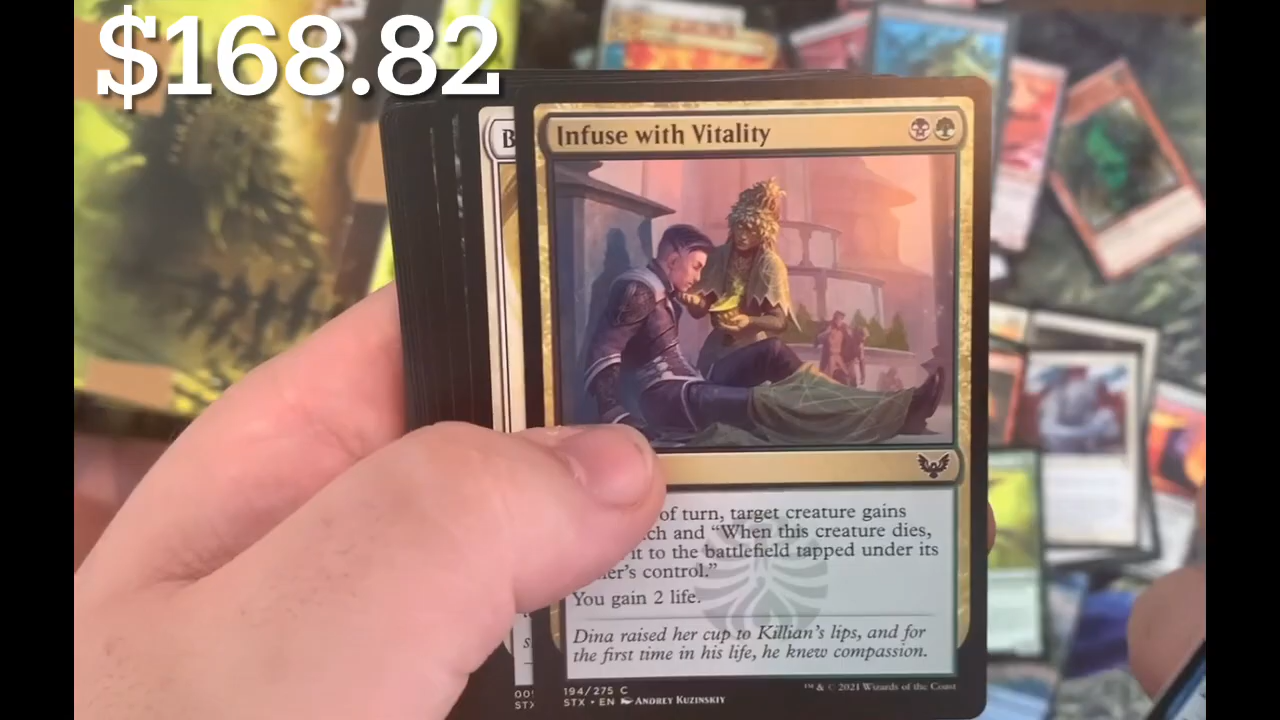 $168.82
B
Infuse with Vitality
of turn, target creature gains
ch and “When this creature dies,
it to the battlefield tapped under its
er’s control.”
You gain 2 life.
Dina raised her cup to Killian’s lips, and for
the first time in his life, he knew compassion.
194/275 C
STX • EN Andrey Kuzinskiy
™ & © 2021 Wizards of the Coast
s
00
ST